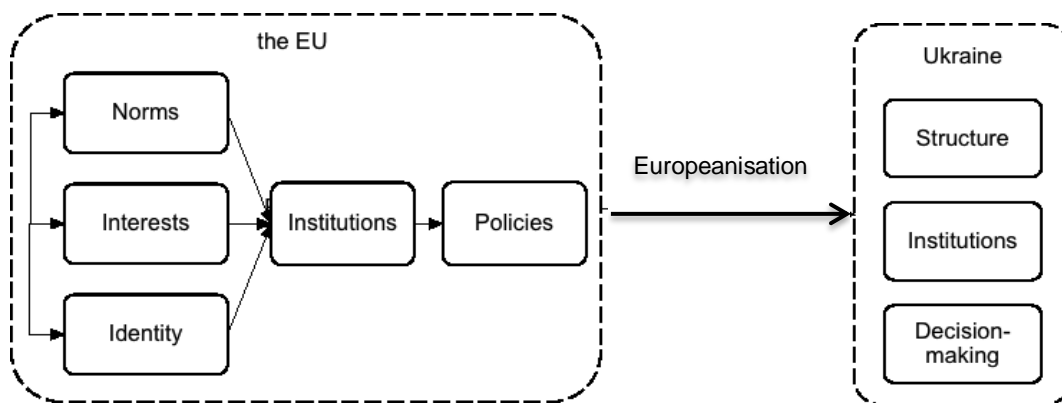 the EU
Norms
Interests
Identity
Institutions
Policies
Europeanisation
Ukraine
Structure
Institutions
Decision-
making